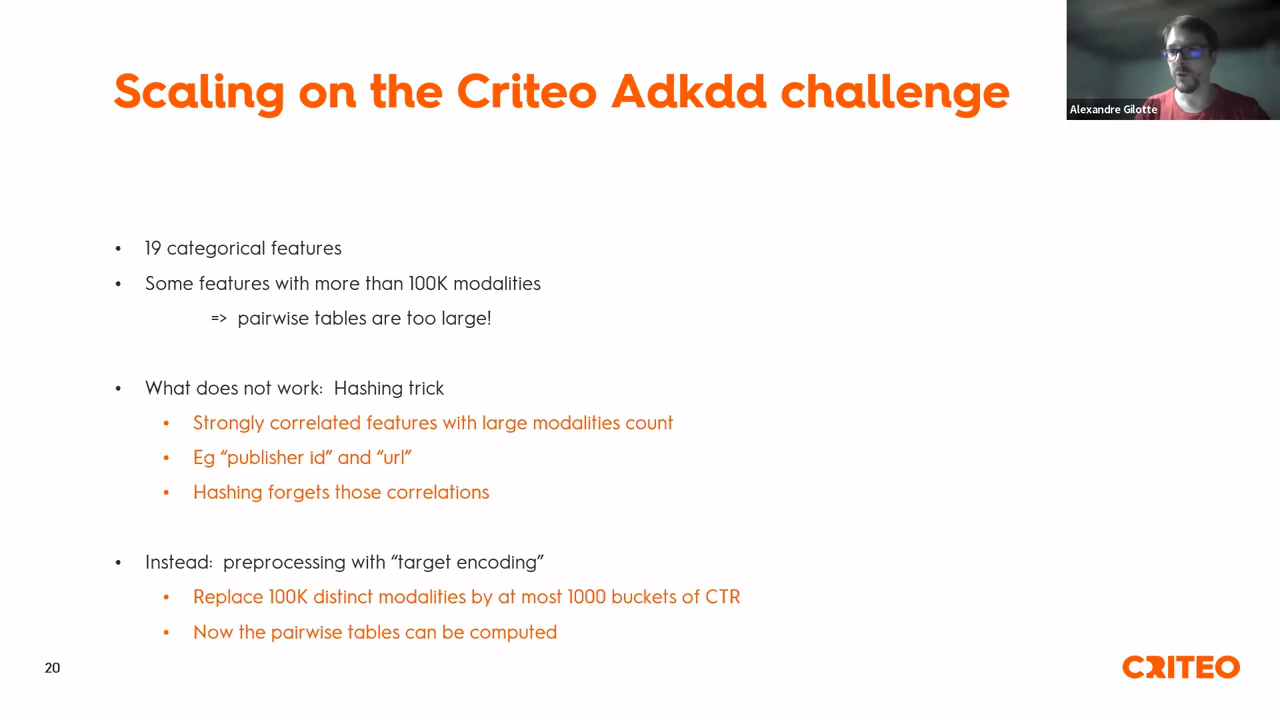 Scaling on the Criteo Adkdd challenge
Alexandre Gilotte
• 19 categorical features
• Some features with more than 100K modalities
=> pairwise tables are too large!
• What does not work: Hashing trick
• Strongly correlated features with large modalities count
• Eg “publisher id” and “url”
• Hashing forgets those correlations
• Instead: preprocessing with “target encoding”
• Replace 100K distinct modalities by at most 1000 buckets of CTR
• Now the pairwise tables can be computed
20
CRITEO